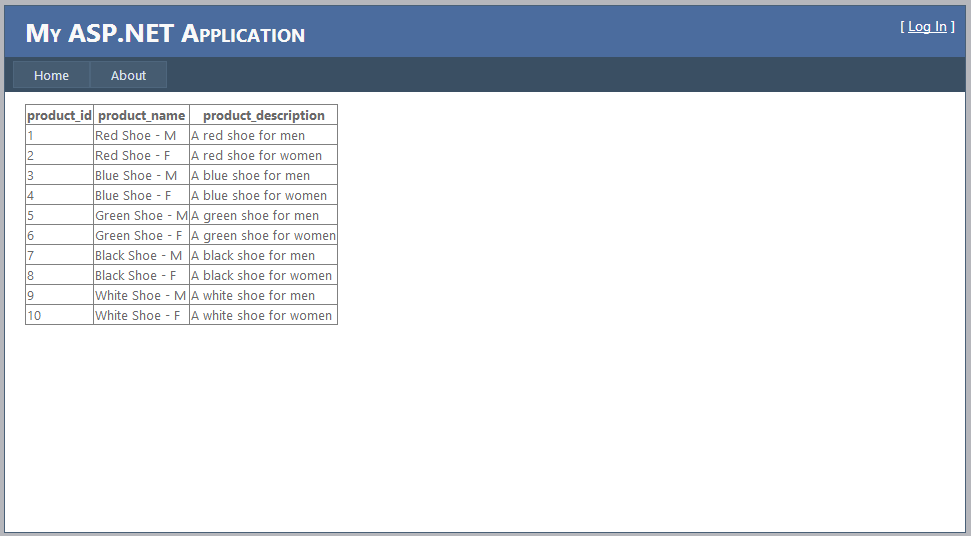 My ASP.NET Application
[ Log In ]
Home About
product_id product_name product_description
1 Red Shoe - M A red shoe for men
2 Red Shoe - F A red shoe for women
3 Blue Shoe - M A blue shoe for men
4 Blue Shoe - F A blue shoe for women
5 Green Shoe - M A green shoe for men
6 Green Shoe - F A green shoe for women
7 Black Shoe - M A black shoe for men
8 Black Shoe - F A black shoe for women
9 White Shoe - M A white shoe for men
10 White Shoe - F A white shoe for women